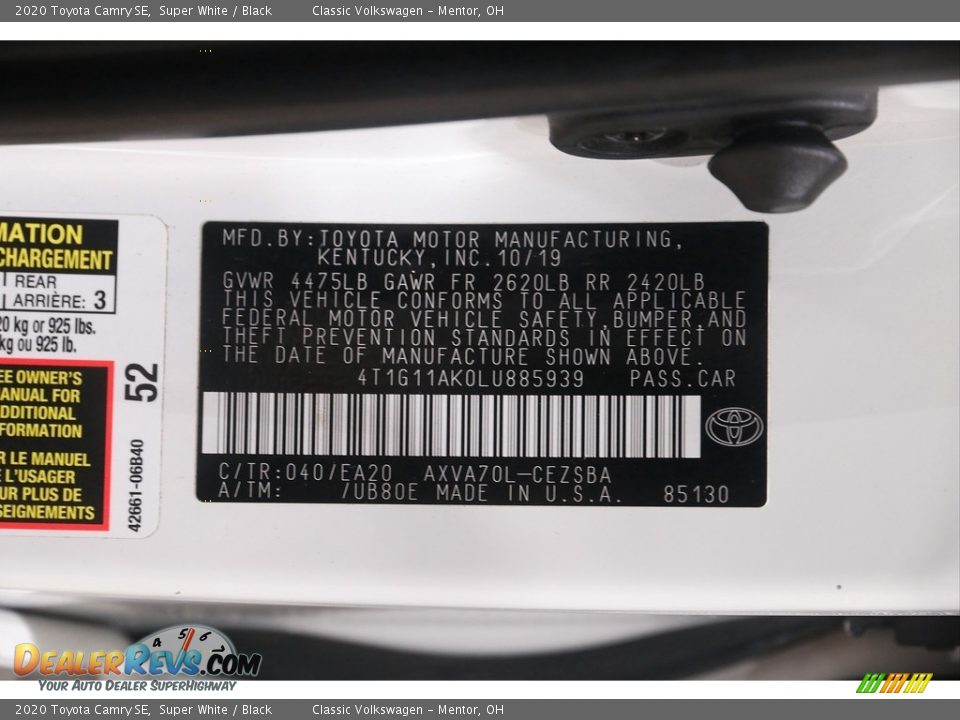 2020 Toyota Camry SE, Super White / Black Classic Volkswagen - Mentor, OH
MATION
CHARGEMENT
REAR
ARRIÈRE: 3
20 kg or 925 lbs.
kg ou 925 lb.
EE OWNER'S
ANUAL FOR
DDITIONAL
FORMATION
R LE MANUEL
E L'USAGER
UR PLUS DE
SEIGNEMENTS
52
42661-06B40
MFD.BY:TOYOTA MOTOR MANUFACTURING,
KENTUCKY,INC.10/19
GVWR 4475LB GAWR FR 2620LB RR 2420LB
THIS VEHICLE CONFORMS TO ALL APPLICABLE
FEDERAL MOTOR VEHICLE SAFETY,BUMPER,AND
THEFT PREVENTION STANDARDS IN EFFECT ON
THE DATE OF MANUFACTURE SHOWN ABOVE.
4T1G11AK0LU885939 PASS.CAR
C/TR:040/EA20 AXVA70L-CEZSBA
A/TM: /UB80E MADE IN U.S.A. 85130
4 5 6
DealerRevs.com
Your Auto Dealer SuperHighway
2020 Toyota Camry SE, Super White / Black Classic Volkswagen - Mentor, OH